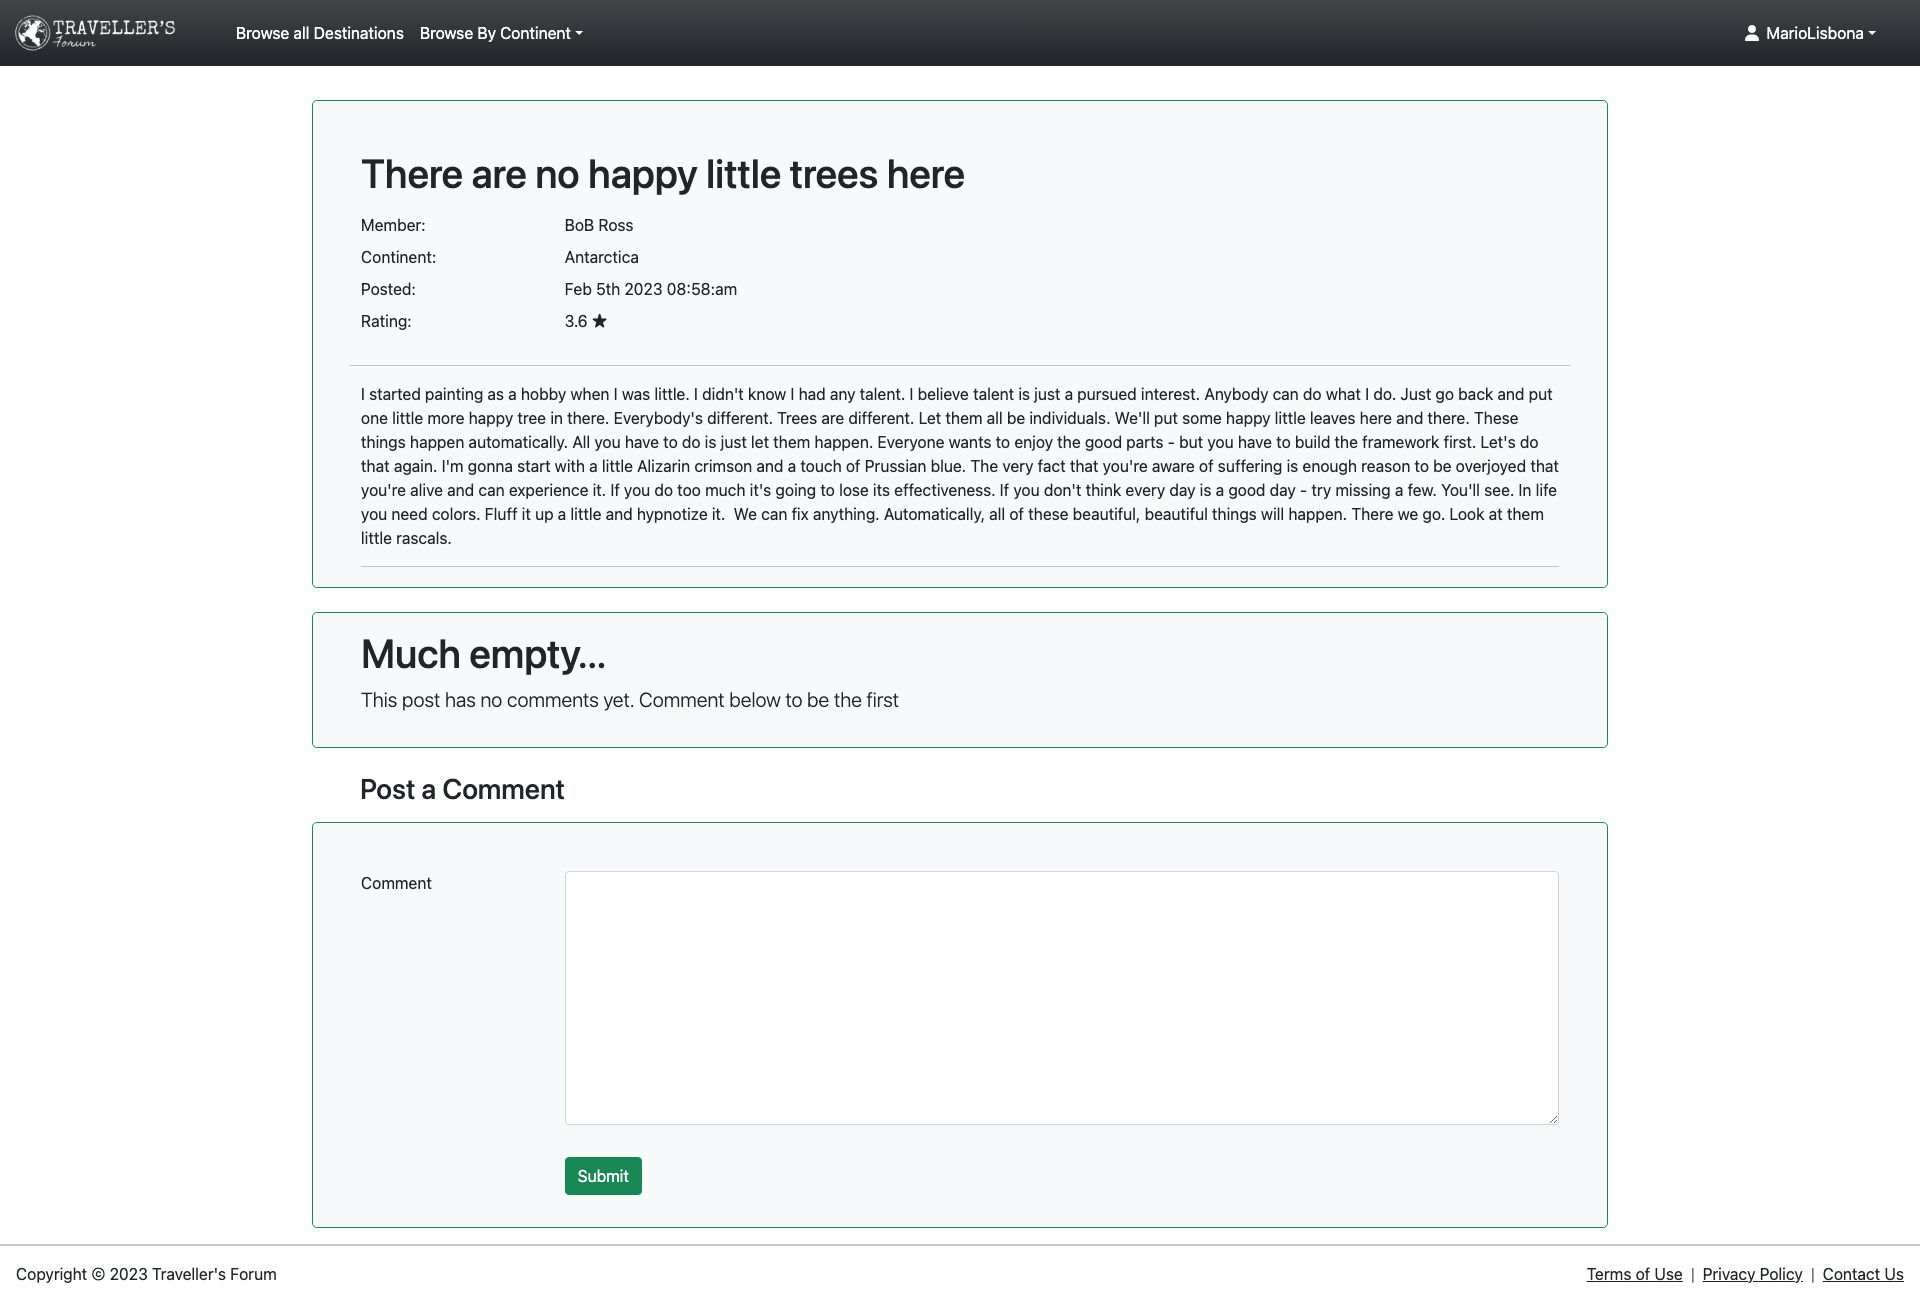 TRAVELLER'S
Forum
Browse all Destinations
Browse By Continent
MarioLisbona
There are no happy little trees here
Member:
BoB Ross
Continent:
Antarctica
Posted:
Feb 5th 2023 08:58:am
Rating:
3.6 ★
I started painting as a hobby when I was little. I didn't know I had any talent. I believe talent is just a pursued interest. Anybody can do what I do. Just go back and put
one little more happy tree in there. Everybody's different. Trees are different. Let them all be individuals. We'll put some happy little leaves here and there. These
things happen automatically. All you have to do is just let them happen. Everyone wants to enjoy the good parts - but you have to build the framework first. Let's do
that again. I'm gonna start with a little Alizarin crimson and a touch of Prussian blue. The very fact that you're aware of suffering is enough reason to be overjoyed that
you're alive and can experience it. If you do too much it's going to lose its effectiveness. If you don't think every day is a good day - try missing a few. You'll see. In life
you need colors. Fluff it up a little and hypnotize it.  We can fix anything. Automatically, all of these beautiful, beautiful things will happen. There we go. Look at them
little rascals.
Much empty...
This post has no comments yet. Comment below to be the first
Post a Comment
Comment
Submit
Copyright © 2023 Traveller's Forum
Terms of Use | Privacy Policy | Contact Us